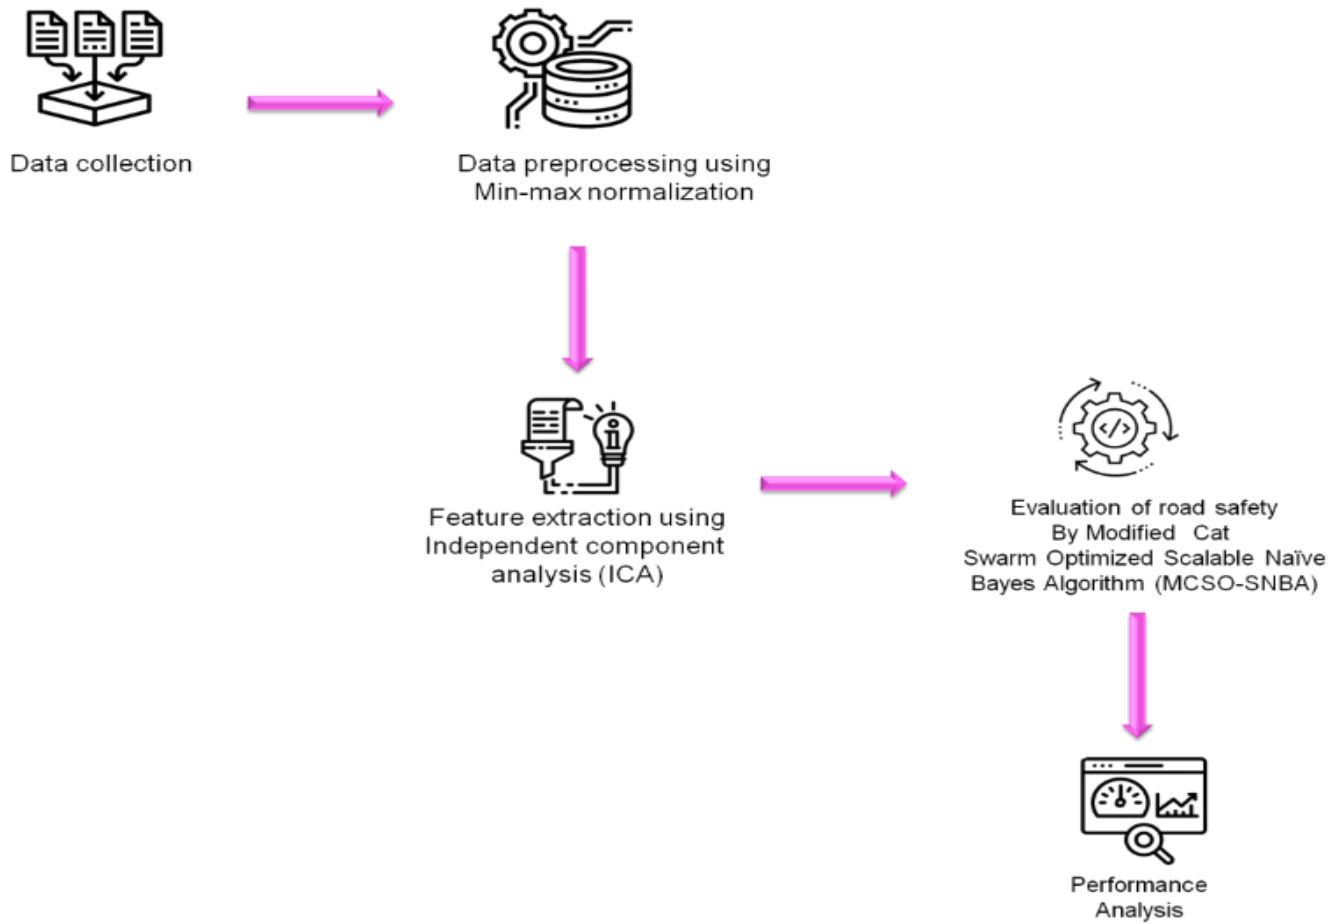 Data collection
Data preprocessing using
Min-max normalization
Feature extraction using
Independent component
analysis (ICA)
Evaluation of road safety
By Modified Cat
Swarm Optimized Scalable Naïve
Bayes Algorithm (MCSO-SNBA)
Performance
Analysis